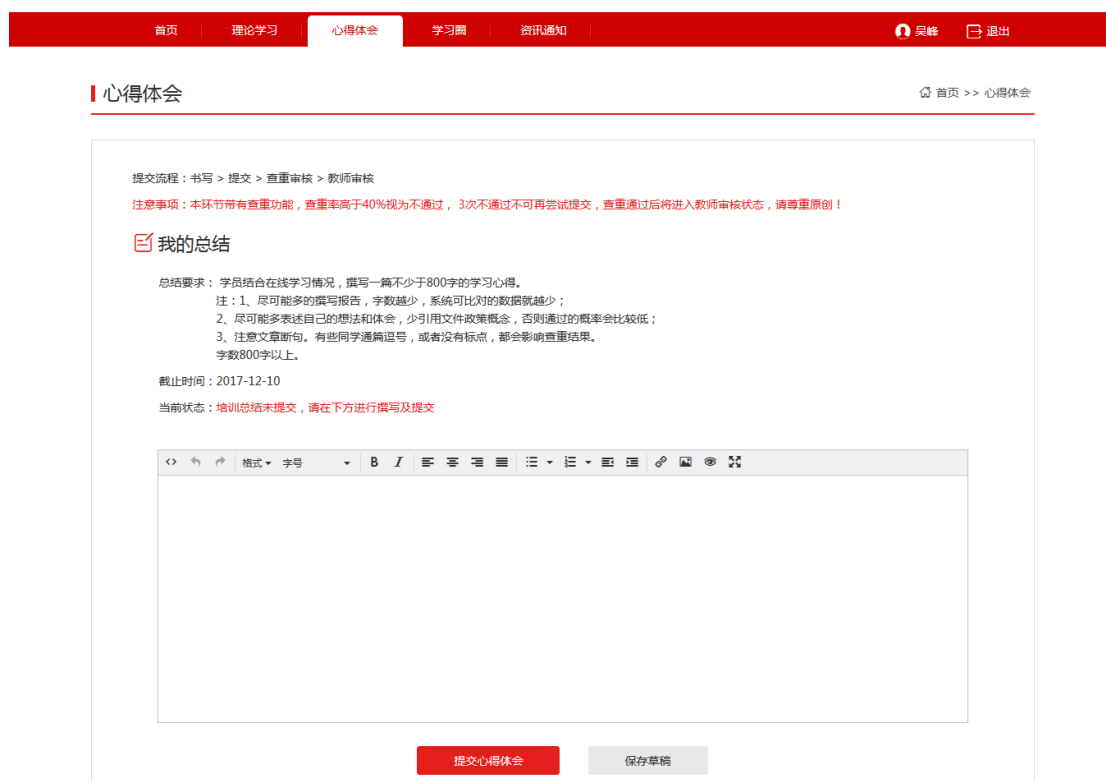 首页 理论学习 心得体会 学习圈 资讯通知 吴峰 退出
心得体会
首页 >> 心得体会
提交流程：书写 > 提交 > 查重审核 > 教师审核
注意事项：本环节带有查重功能，查重率高于40%视为不通过， 3次不通过不可再尝试提交，查重通过后将进入教师审核状态，请尊重原创！
我的总结
总结要求： 学员结合在线学习情况，撰写一篇不少于800字的学习心得。
注：1、尽可能多的撰写报告，字数越少，系统可比对的数据就越少；
2、尽可能多表述自己的想法和体会，少引用文件政策概念，否则通过的概率会比较低；
3、注意文章断句。有些同学通篇逗号，或者没有标点，都会影响查重结果。
字数800字以上。
截止时间：2017-12-10
当前状态：培训总结未提交，请在下方进行撰写及提交
格式 字号 B I
提交心得体会 保存草稿